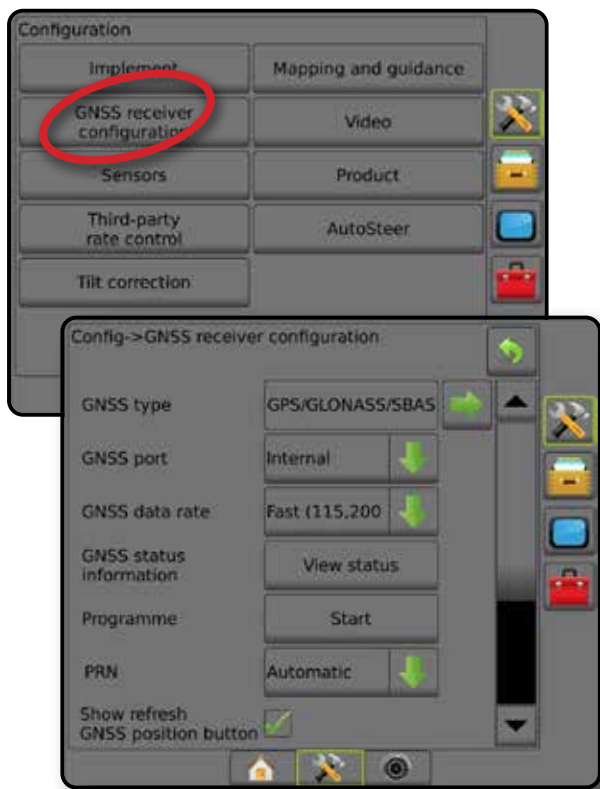 Configuration
Implement
Mapping and guidance
GNSS receiver
configuration
Video
Sensors
Product
Third-party
rate control
AutoSteer
Tilt correction
Config->GNSS receiver configuration
GNSS type
GPS/GLONASS/SBAS
GNSS port
Internal
GNSS data rate
Fast (115,200
GNSS status
information
View status
Programme
Start
PRN
Automatic
Show refresh
GNSS position button